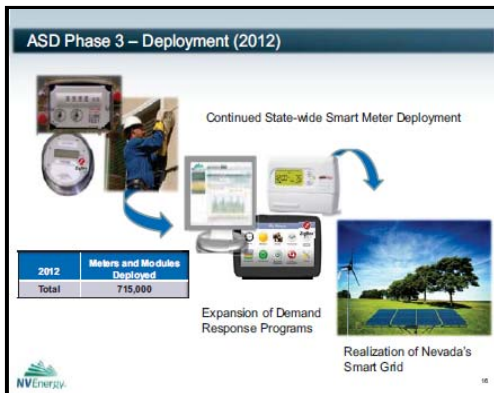 ASD Phase 3 – Deployment (2012)
Continued State-wide Smart Meter Deployment
2012
Meters and Modules
Deployed
Total
715,000
Expansion of Demand
Response Programs
Realization of Nevada's
Smart Grid
NVEnergy.
16